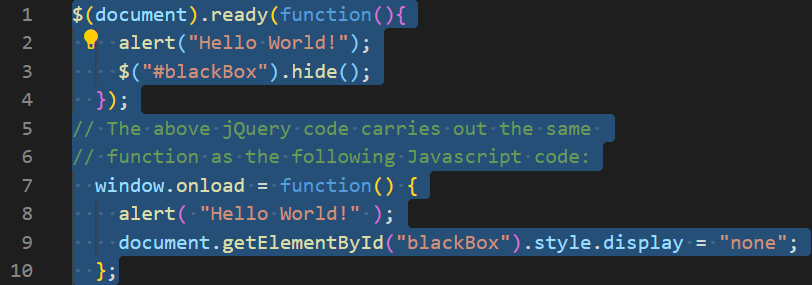 1 $(document).ready(function(){
2 alert("Hello World!");
3 $("#blackBox").hide();
4 });
5 // The above jQuery code carries out the same
6 // function as the following Javascript code:
7 window.onload = function() {
8 alert( "Hello World!" );
9 document.getElementById("blackBox").style.display = "none";
10 };